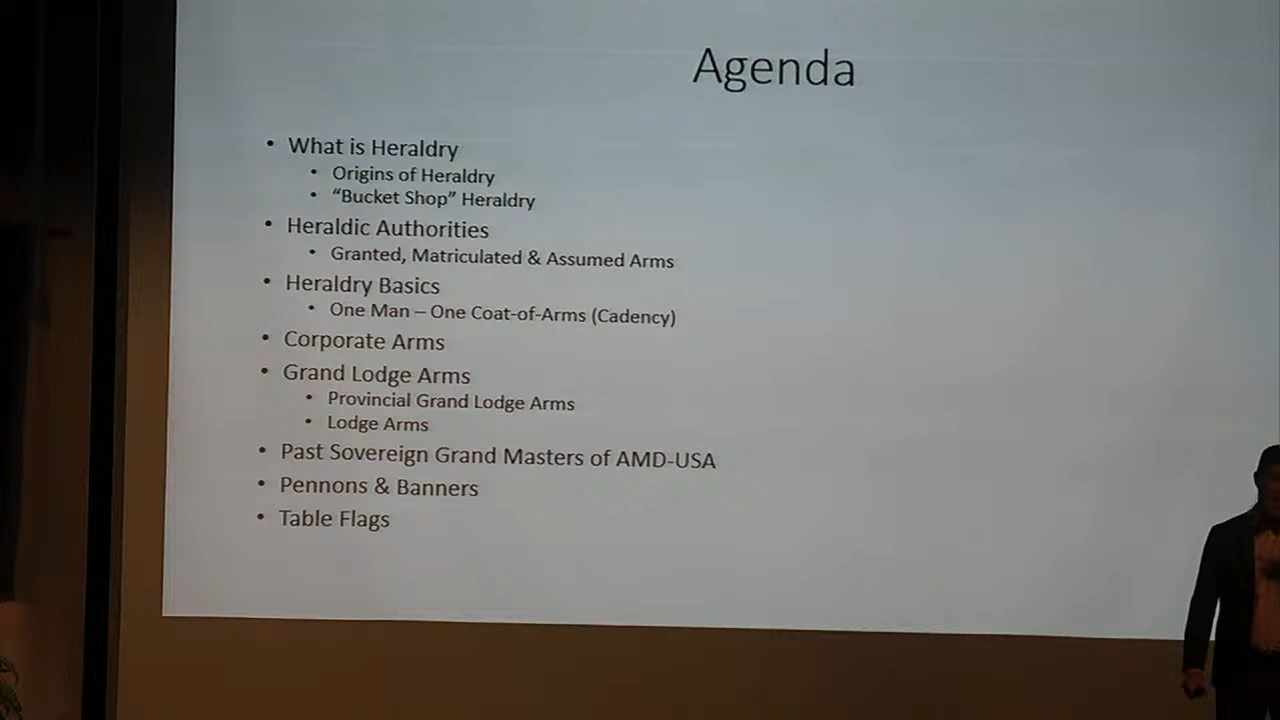 Agenda
• What is Heraldry
• Origins of Heraldry
• “Bucket Shop” Heraldry
• Heraldic Authorities
• Granted, Matriculated & Assumed Arms
• Heraldry Basics
• One Man – One Coat-of-Arms (Cadency)
• Corporate Arms
• Grand Lodge Arms
• Provincial Grand Lodge Arms
• Lodge Arms
• Past Sovereign Grand Masters of AMD-USA
• Pennons & Banners
• Table Flags